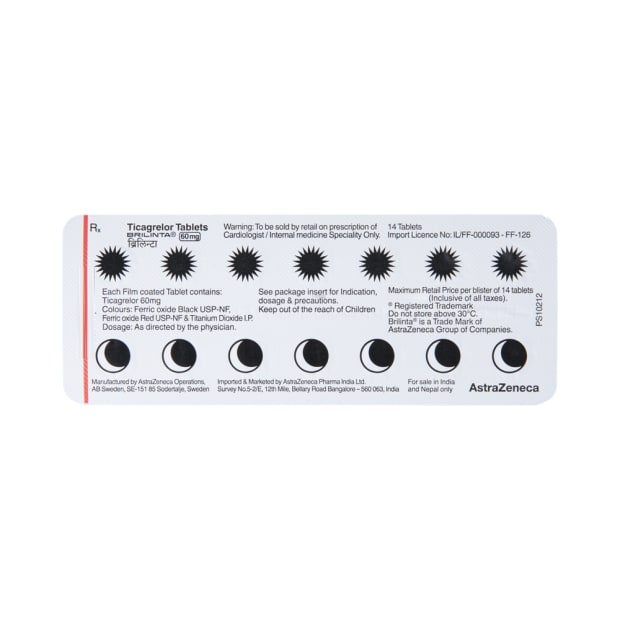 Rx
Ticagrelor Tablets
BRILINTA® 60mg
ब्रिलिन्टा
Warning: To be sold by retail on prescription of
Cardiologist / Internal medicine Speciality Only.
14 Tablets
Import Licence No: IL/FF-000093 - FF-126
Each Film coated Tablet contains:
Ticagrelor 60mg
Colours: Ferric oxide Black USP-NF,
Ferric oxide Red USP-NF & Titanium Dioxide I.P.
Dosage: As directed by the physician.
See package insert for Indication,
dosage & precautions.
Keep out of the reach of Children
Maximum Retail Price per blister of 14 tablets
(Inclusive of all taxes).
® Registered Trademark
Do not store above 30°C.
Brilinta® is a Trade Mark of
AstraZeneca Group of Companies.
PS10212
Manufactured by AstraZeneca Operations,
AB Sweden, SE-151 85 Sodertalje, Sweden
Imported & Marketed by AstraZeneca Pharma India Ltd.
Survey No.5-2/E, 12th Mile, Bellary Road Bangalore – 560 063, India
For sale in India
and Nepal only
AstraZeneca